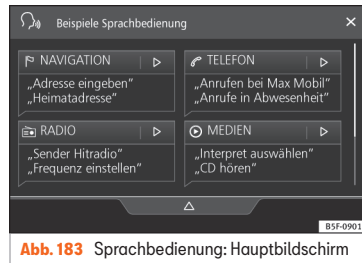 Beispiele Sprachbedienung
NAVIGATION
„Adresse eingeben"
„Heimatadresse"
TELEFON
„Anrufen bei Max Mobil"
„Anrufe in Abwesenheit"
RADIO
„Sender Hitradio"
„Frequenz einstellen"
MEDIEN
„Interpret auswählen"
„CD hören"
B5F-0901
Abb. 183 Sprachbedienung: Hauptbildschirm